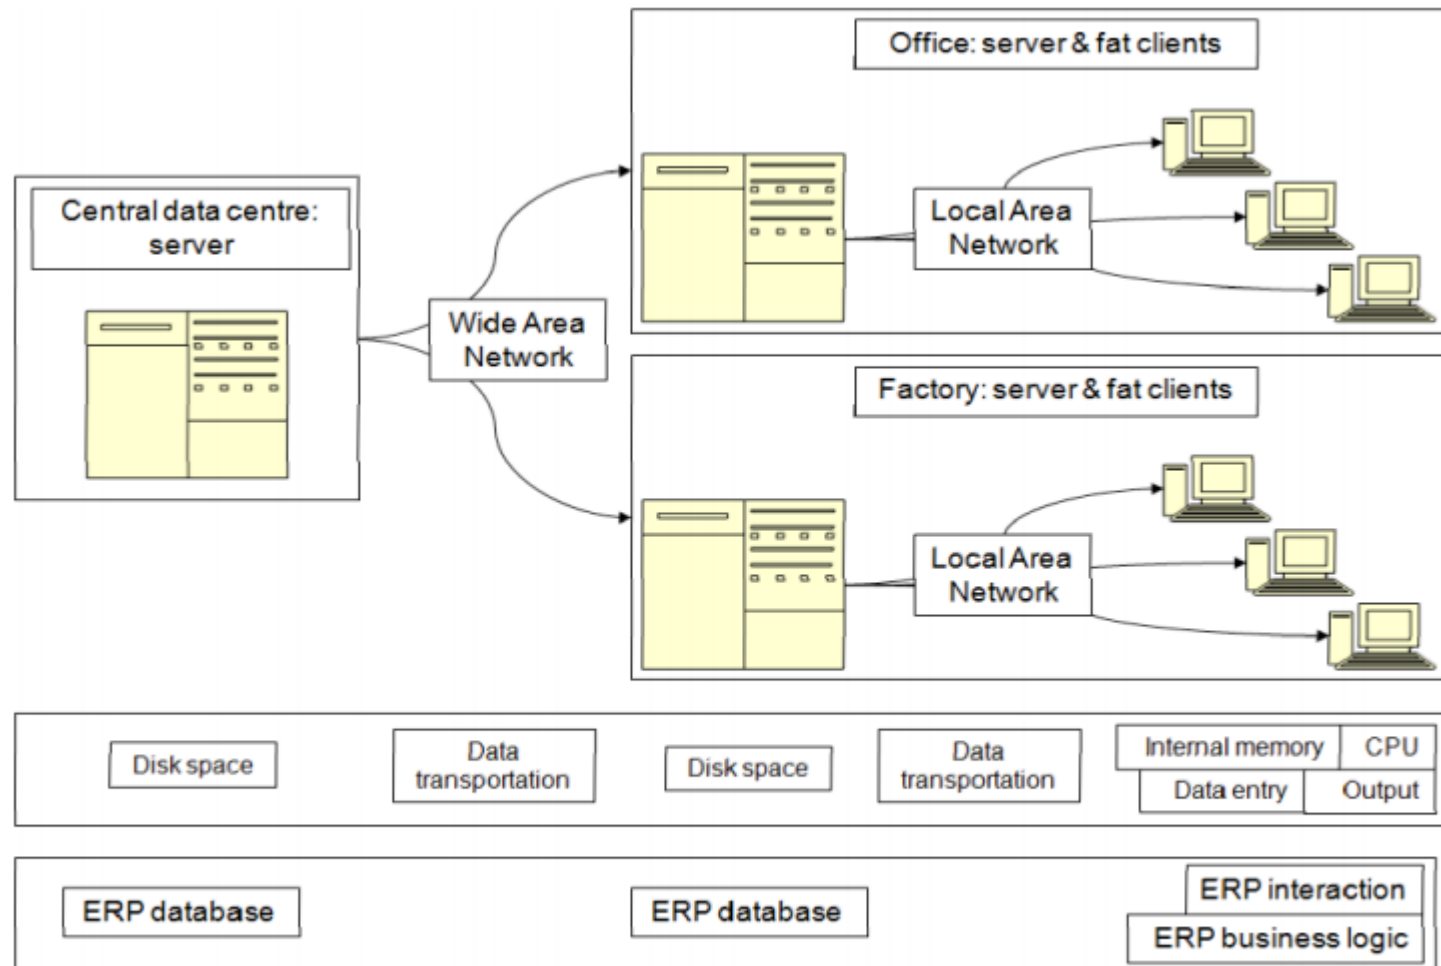 Office: server & fat clients
Central data centre:
server
Local Area
Network
Wide Area
Network
Factory: server & fat clients
Local Area
Network
Disk space
Data
transportation
Disk space
Data
transportation
Internal memory
CPU
Data entry
Output
ERP database
ERP database
ERP interaction
ERP business logic